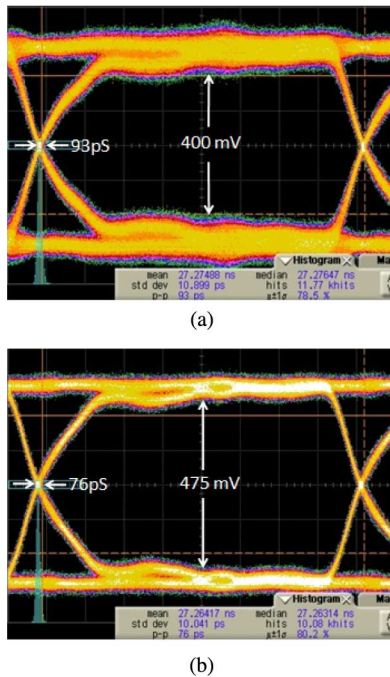 93pS
400 mV
Histogram Ma
mean 27.27488 ns median 27.27647 ns
std dev 10.899 ps hits 11.77 khits
p-p 93 ps μ±1σ 78.5 %
(a)
76pS
475 mV
Histogram Ma
mean 27.26417 ns median 27.26314 ns
std dev 10.041 ps hits 10.08 khits
p-p 76 ps μ±1σ 80.2 %
(b)